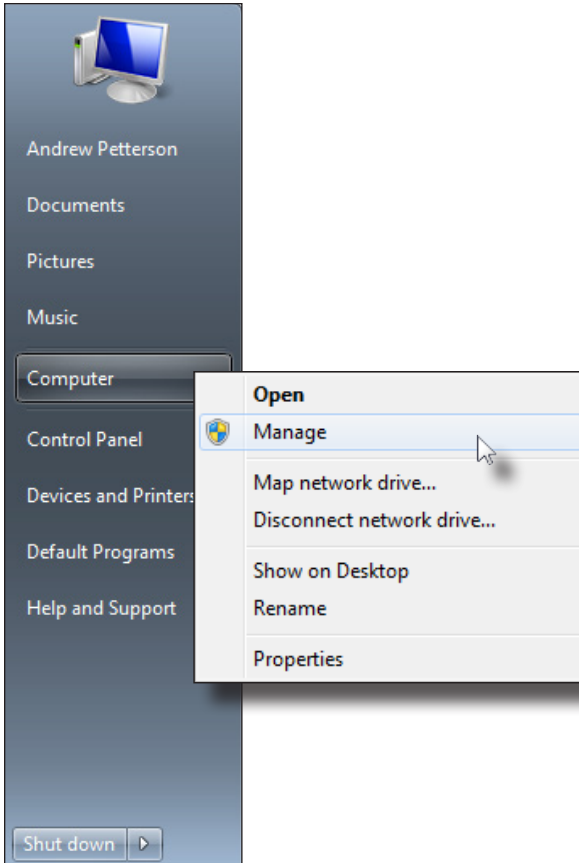 Andrew Petterson
Documents
Pictures
Music
Computer
Control Panel
Devices and Printers
Default Programs
Help and Support
Shut down
Open
Manage
Map network drive...
Disconnect network drive...
Show on Desktop
Rename
Properties